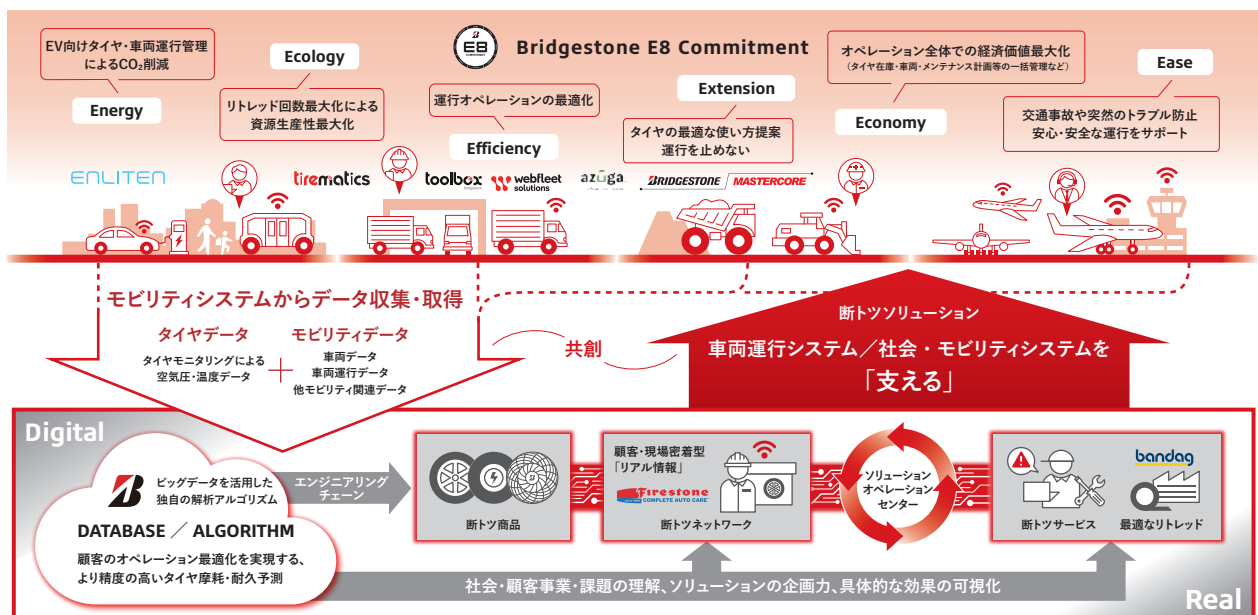 E8
COMMITMENT
Bridgestone E8 Commitment
EV向けタイヤ・車両運行管理
によるCO₂削減
Energy
Ecology
リトレッド回数最大化による
資源生産性最大化
運行オペレーションの最適化
Efficiency
Extension
タイヤの最適な使い方提案
運行を止めない
オペレーション全体での経済価値最大化
(タイヤ在庫・車両・メンテナンス計画等の一括管理など)
Economy
Ease
交通事故や突然のトラブル防止
安心・安全な運行をサポート
ENLITEN
tirematics
toolbox
webfleet
solutions
azuga
BRIDGESTONE
MASTERCORE
モビリティシステムからデータ収集・取得
タイヤデータ
タイヤモニタリングによる
空気圧・温度データ
+
モビリティデータ
車両データ
車両運行データ
他モビリティ関連データ
共創
断トツソリューション
車両運行システム／社会・モビリティシステムを
「支える」
Digital
ビッグデータを活用した
独自の解析アルゴリズム
DATABASE ／ ALGORITHM
顧客のオペレーション最適化を実現する、
より精度の高いタイヤ摩耗・耐久予測
エンジニアリング
チェーン
断トツ商品
顧客・現場密着型
「リアル情報」
Firestone
COMPLETE AUTO CARE
断トツネットワーク
ソリューション
オペレーション
センター
断トツサービス
bandag
最適なリトレッド
社会・顧客事業・課題の理解、ソリューションの企画力、具体的な効果の可視化
Real